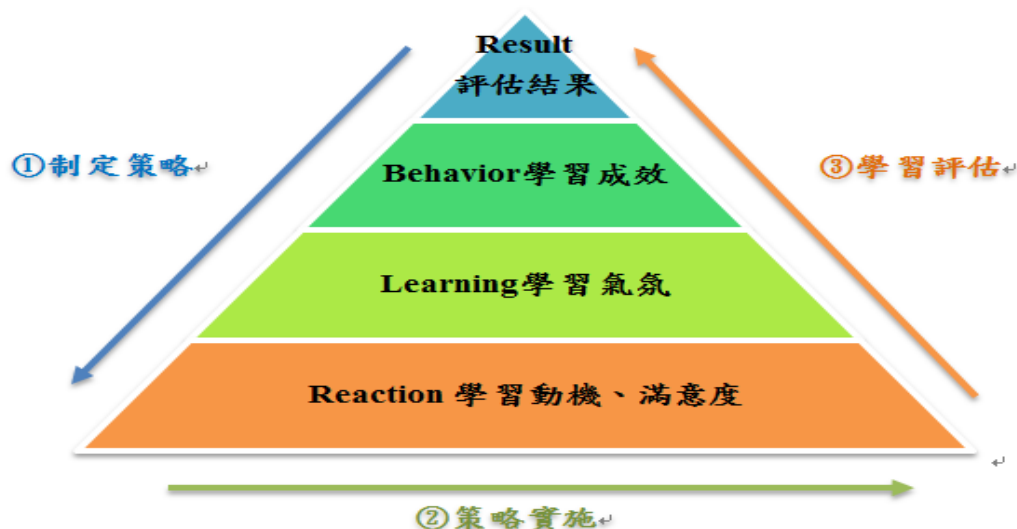 Result
評估結果
①制定策略
Behavior學習成效
③學習評估
Learning學習氣氛
Reaction 學習動機、滿意度
②策略實施